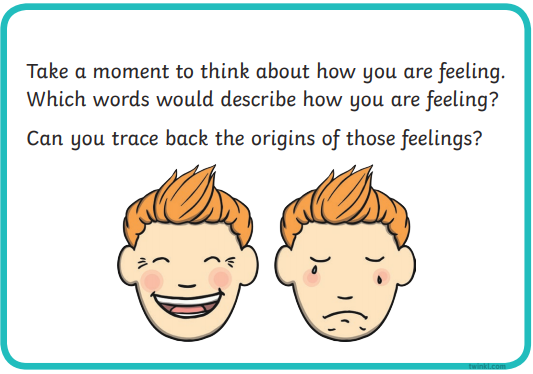 Take a moment to think about how you are feeling.
Which words would describe how you are feeling?
Can you trace back the origins of those feelings?
twinkl.com